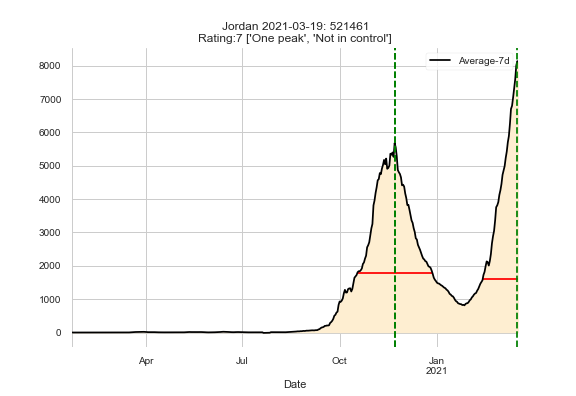 Jordan 2021-03-19: 521461
Rating:7 ['One peak', 'Not in control']
Average-7d
8000
7000
6000
5000
4000
3000
2000
1000
0
Apr
Jul
Oct
Jan
2021
Date